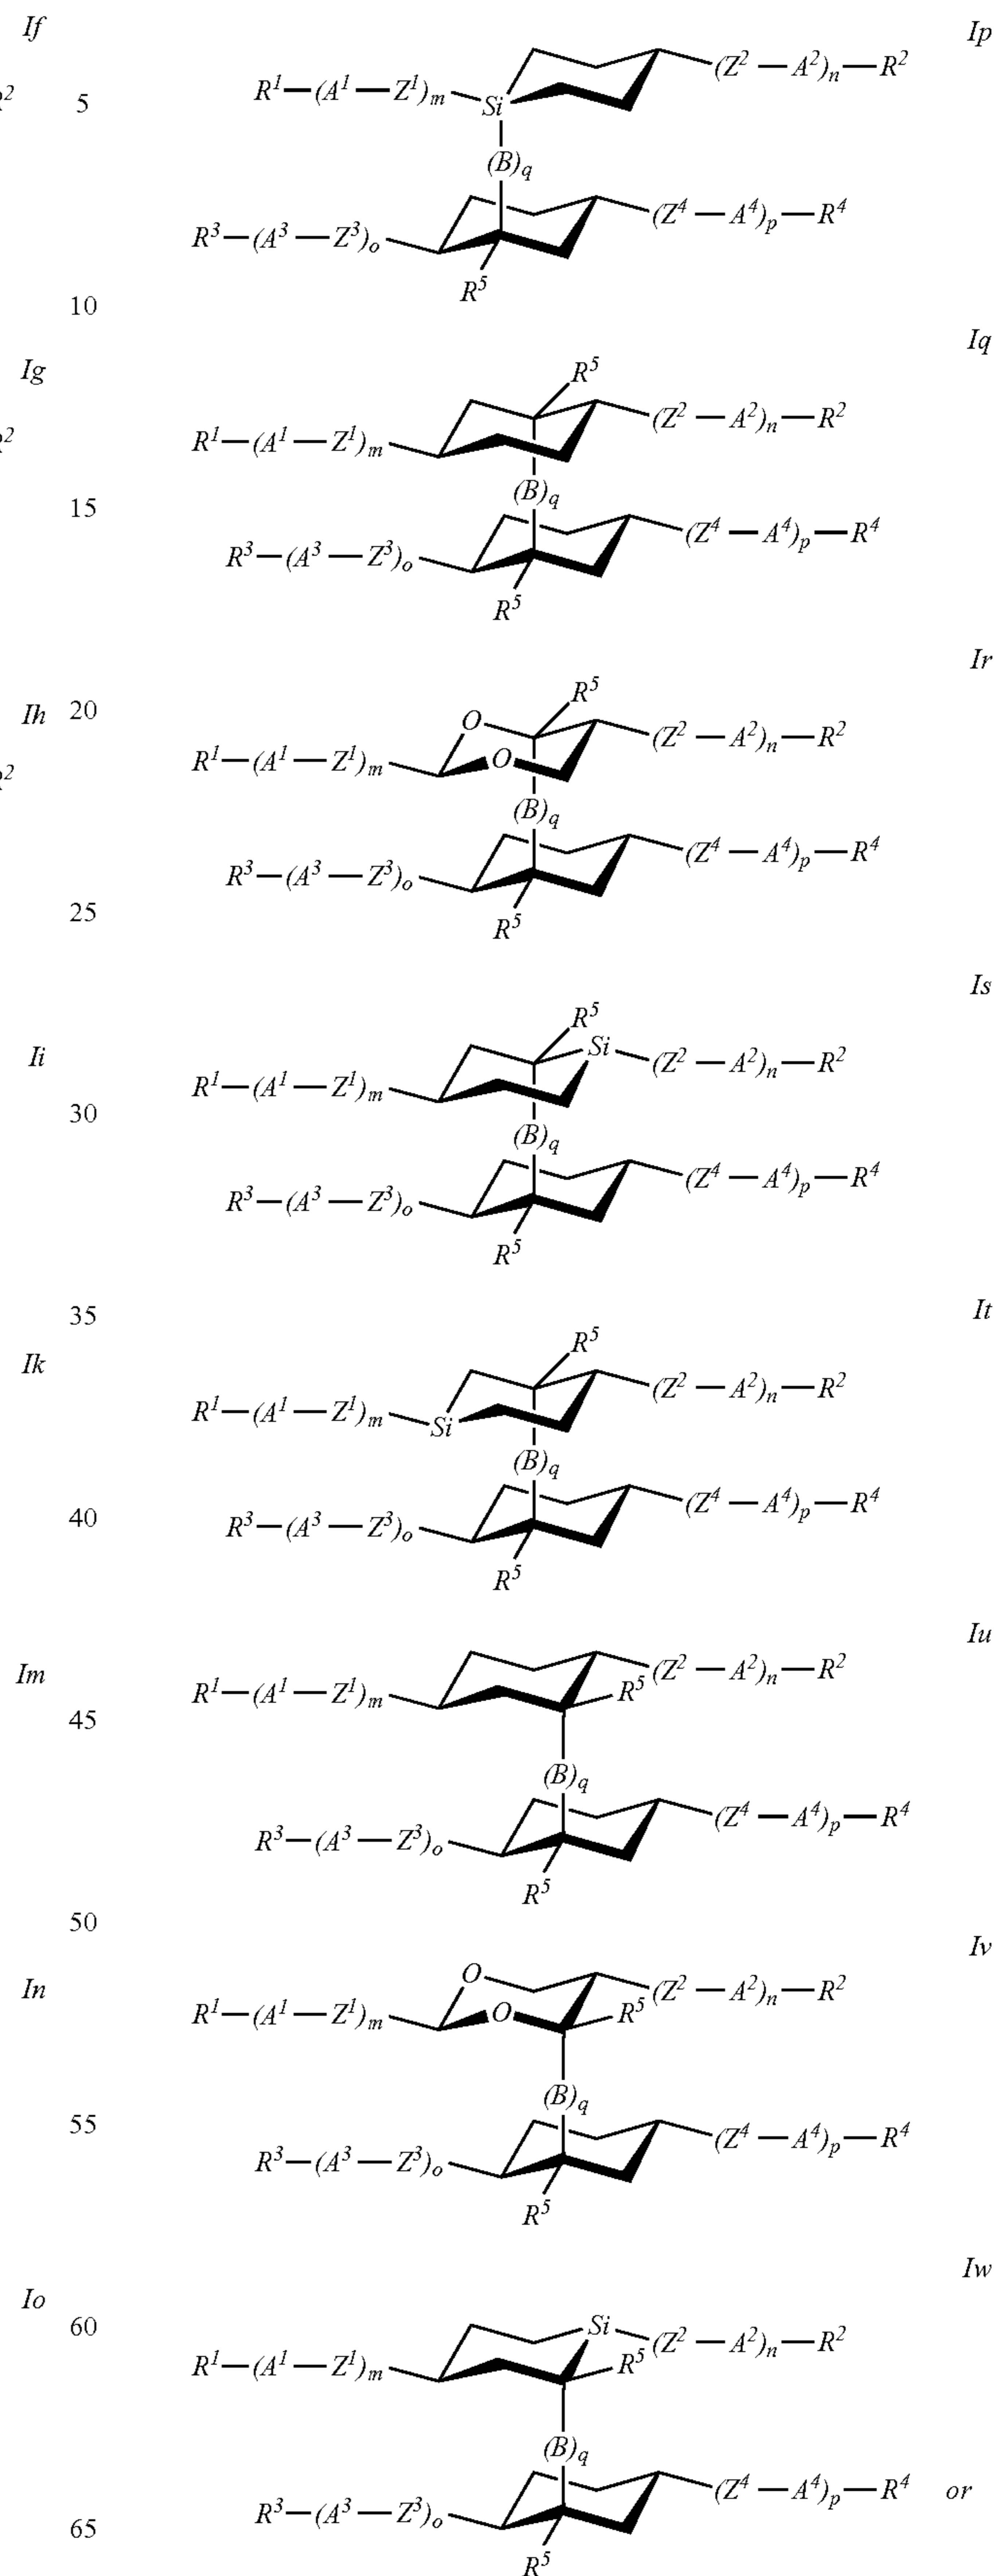 If
Ip
R¹—(A¹—Z¹)m Si (Z²—A²)n—R²
R² 5
(B)q
R³—(A³—Z³)o (Z⁴—A⁴)p—R⁴
R⁵
10
Iq
Ig
R⁵
R¹—(A¹—Z¹)m (Z²—A²)n—R²
R²
(B)q
15
R³—(A³—Z³)o (Z⁴—A⁴)p—R⁴
R⁵
Ir
Ih 20
R⁵
O
R¹—(A¹—Z¹)m O (Z²—A²)n—R²
R²
(B)q
R³—(A³—Z³)o (Z⁴—A⁴)p—R⁴
25
R⁵
Is
R⁵
Ii
Si
R¹—(A¹—Z¹)m (Z²—A²)n—R²
30
(B)q
R³—(A³—Z³)o (Z⁴—A⁴)p—R⁴
R⁵
35
It
Ik
R⁵
R¹—(A¹—Z¹)m Si (Z²—A²)n—R²
(B)q
40
R³—(A³—Z³)o (Z⁴—A⁴)p—R⁴
R⁵
Iu
Im
R¹—(A¹—Z¹)m R⁵ (Z²—A²)n—R²
45
(B)q
R³—(A³—Z³)o (Z⁴—A⁴)p—R⁴
R⁵
50
Iv
In
O
R¹—(A¹—Z¹)m O R⁵ (Z²—A²)n—R²
(B)q
55
R³—(A³—Z³)o (Z⁴—A⁴)p—R⁴
R⁵
Iw
Io
60
Si
R¹—(A¹—Z¹)m R⁵ (Z²—A²)n—R²
(B)q
R³—(A³—Z³)o (Z⁴—A⁴)p—R⁴ or
65
R⁵